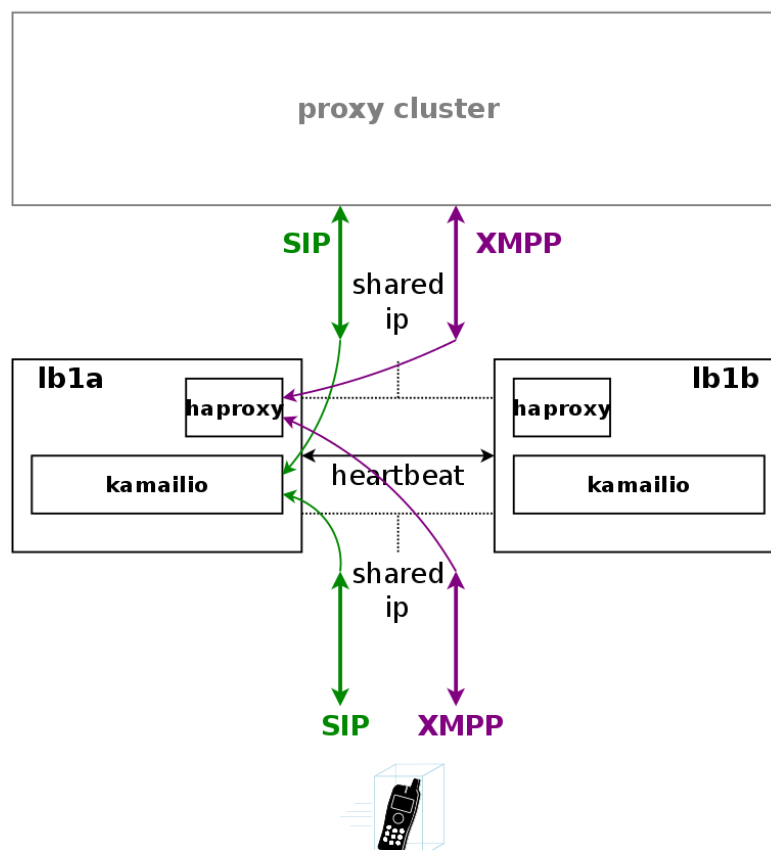 proxy cluster
SIP
XMPP
shared
ip
lb1a
lb1b
haproxy
haproxy
heartbeat
kamailio
kamailio
shared
ip
SIP
XMPP